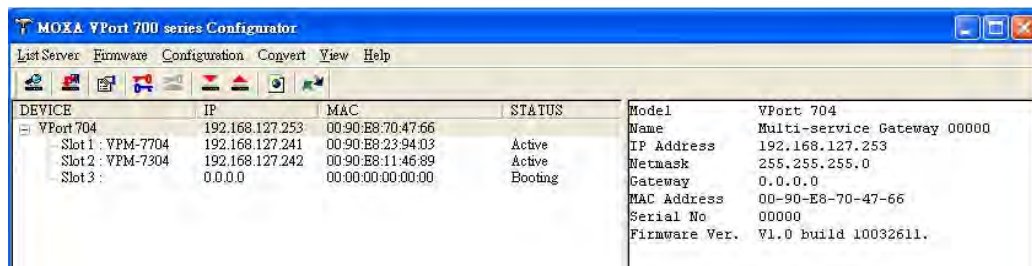 MOXA VPort 700 series Configurator
List Server Firmware Configuration Convert View Help
DEVICE IP MAC STATUS
VPort 704 192.168.127.253 00:90:E8:70:47:66
Slot 1 : VPM-7704 192.168.127.241 00:90:E8:23:94:03 Active
Slot 2 : VPM-7304 192.168.127.242 00:90:E8:11:46:89 Active
Slot 3 : 0.0.0.0 00:00:00:00:00:00 Booting
Model VPort 704
Name Multi-service Gateway 00000
IP Address 192.168.127.253
Netmask 255.255.255.0
Gateway 0.0.0.0
MAC Address 00-90-E8-70-47-66
Serial No 00000
Firmware Ver. V1.0 build 10032611.